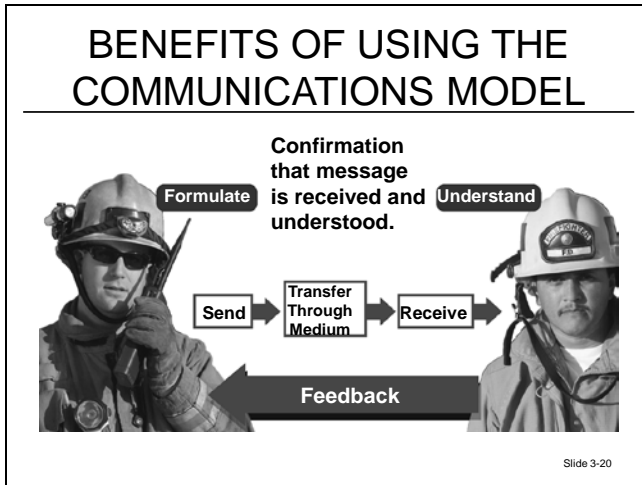 BENEFITS OF USING THE
COMMUNICATIONS MODEL
Confirmation
that message
is received and
understood.
Formulate
Understand
FIGHTER
F.D.
Send
Transfer
Through
Medium
Receive
Feedback
Slide 3-20